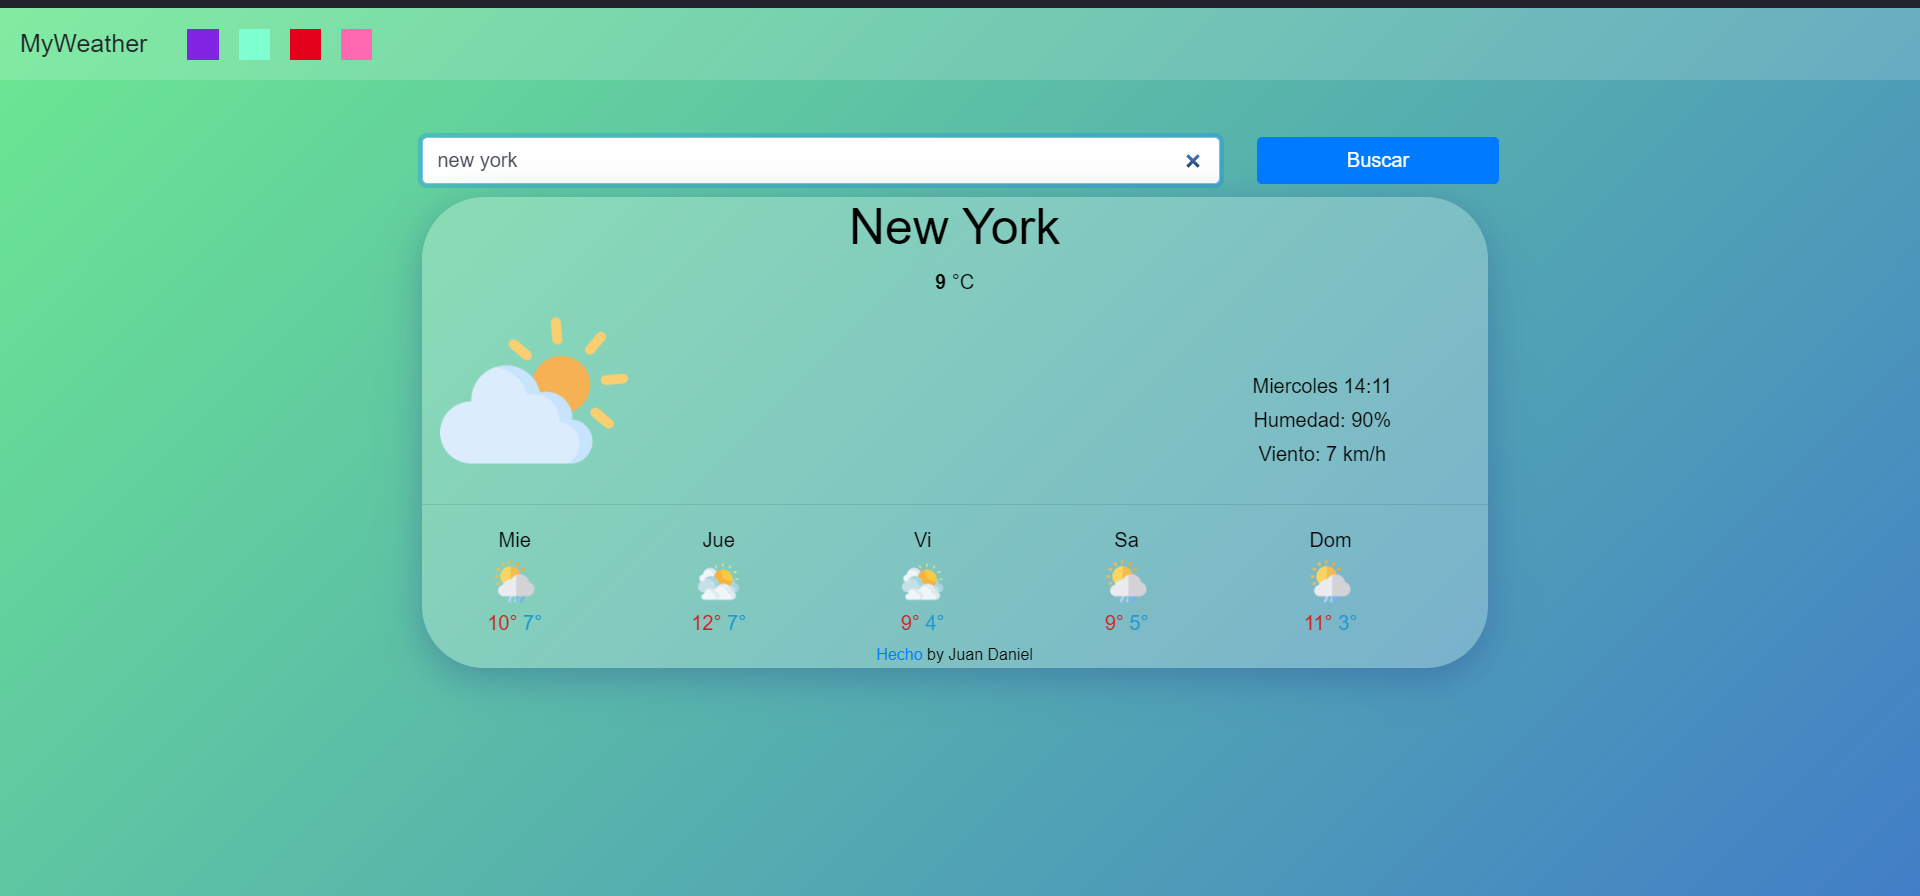 MyWeather
new york
Buscar
New York
9 °C
Miercoles 14:11
Humedad: 90%
Viento: 7 km/h
Mie Jue Vi Sa Dom
10° 7° 12° 7° 9° 4° 9° 5° 11° 3°
Hecho by Juan Daniel